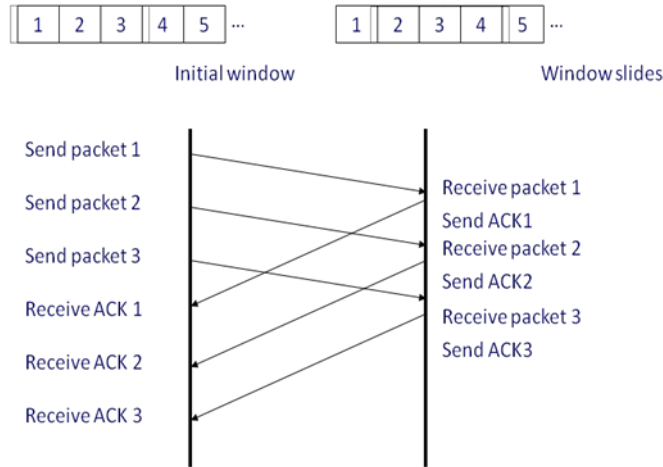 1 2 3 4 5 ...
1 2 3 4 5 ...
Initial window
Window slides
Send packet 1
Send packet 2
Send packet 3
Receive ACK 1
Receive ACK 2
Receive ACK 3
Receive packet 1
Send ACK1
Receive packet 2
Send ACK2
Receive packet 3
Send ACK3